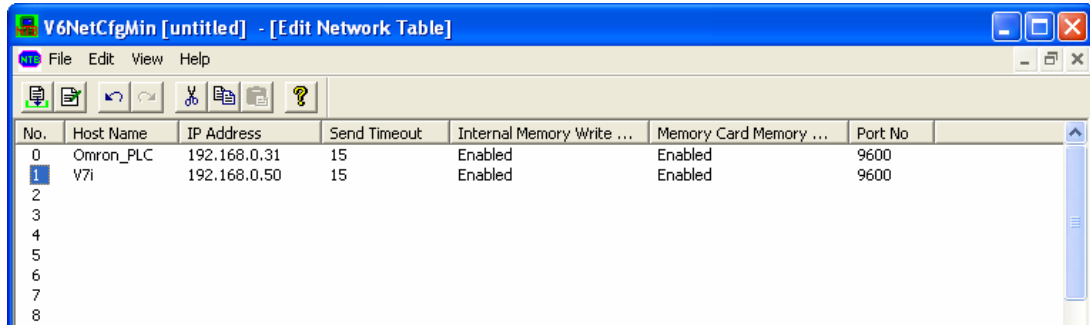 V6NetCfgMin [untitled] - [Edit Network Table]
NTB File Edit View Help
No. Host Name IP Address Send Timeout Internal Memory Write ... Memory Card Memory ... Port No
0 Omron_PLC 192.168.0.31 15 Enabled Enabled 9600
1 V7i 192.168.0.50 15 Enabled Enabled 9600
2
3
4
5
6
7
8